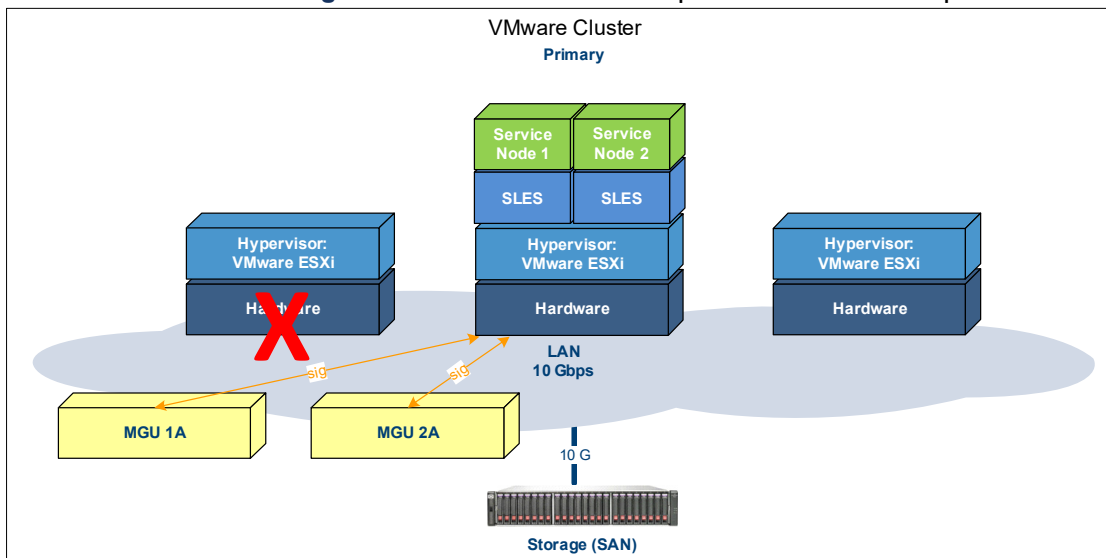 VMware Cluster
Primary
Service
Node 1
Service
Node 2
SLES
SLES
Hypervisor:
VMware ESXi
Hypervisor:
VMware ESXi
Hypervisor:
VMware ESXi
Hardware
Hardware
Hardware
X
LAN
10 Gbps
sig
sig
MGU 1A
MGU 2A
10 G
Storage (SAN)